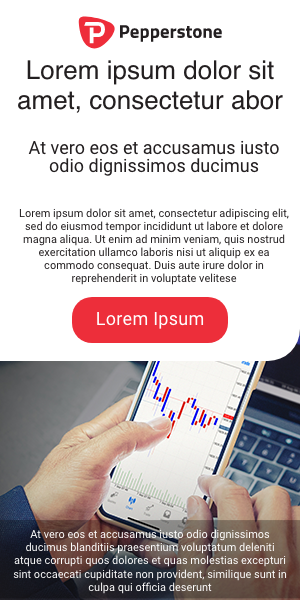 Pepperstone
Lorem ipsum dolor sit
amet, consectetur abor
At vero eos et accusamus iusto
odio dignissimos ducimus
Lorem ipsum dolor sit amet, consectetur adipiscing elit,
sed do eiusmod tempor incididunt ut labore et dolore
magna aliqua. Ut enim ad minim veniam, quis nostrud
exercitation ullamco laboris nisi ut aliquip ex ea
commodo consequat. Duis aute irure dolor in
reprehenderit in voluptate velitese
Lorem Ipsum
At vero eos et accusamus iusto odio dignissimos
ducimus blanditiis praesentium voluptatum deleniti
atque corrupti quos dolores et quas molestias excepturi
sint occaecati cupiditate non provident, similique sunt in
culpa qui officia deserunt